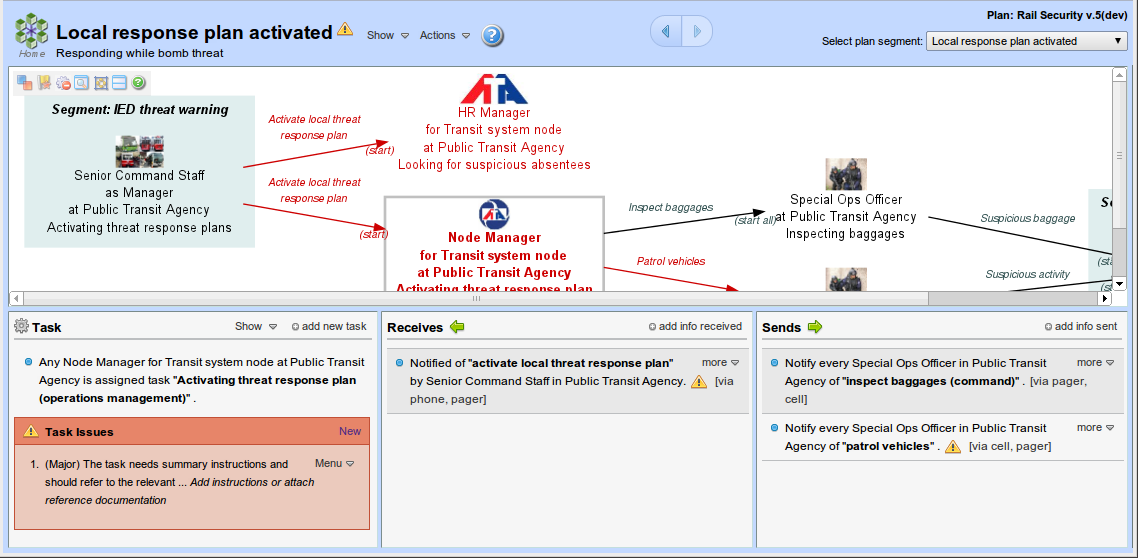 Plan: Rail Security v.5(dev)
Home
Local response plan activated
Show
Actions
?
Responding while bomb threat
Select plan segment:
Local response plan activated
Segment: IED threat warning
Senior Command Staff
as Manager
at Public Transit Agency
Activating threat response plans
Activate local threat
response plan
(start)
Activate local threat
response plan
(start)
HR Manager
for Transit system node
at Public Transit Agency
Looking for suspicious absentees
Node Manager
for Transit system node
at Public Transit Agency
Activating threat response plan
Inspect baggages
(start all)
Patrol vehicles
Special Ops Officer
at Public Transit Agency
Inspecting baggages
Suspicious baggage
Suspicious activity
Task
Show
add new task
Any Node Manager for Transit system node at Public Transit
Agency is assigned task "Activating threat response plan
(operations management)" .
Task Issues
New
1. (Major) The task needs summary instructions and
should refer to the relevant ... Add instructions or attach
reference documentation
Menu
Receives
add info received
Notified of "activate local threat response plan"
by Senior Command Staff in Public Transit Agency. [via
phone, pager]
more
Sends
add info sent
Notify every Special Ops Officer in Public Transit
Agency of "inspect baggages (command)" . [via pager,
cell]
more
Notify every Special Ops Officer in Public Transit
Agency of "patrol vehicles" . [via cell, pager]
more